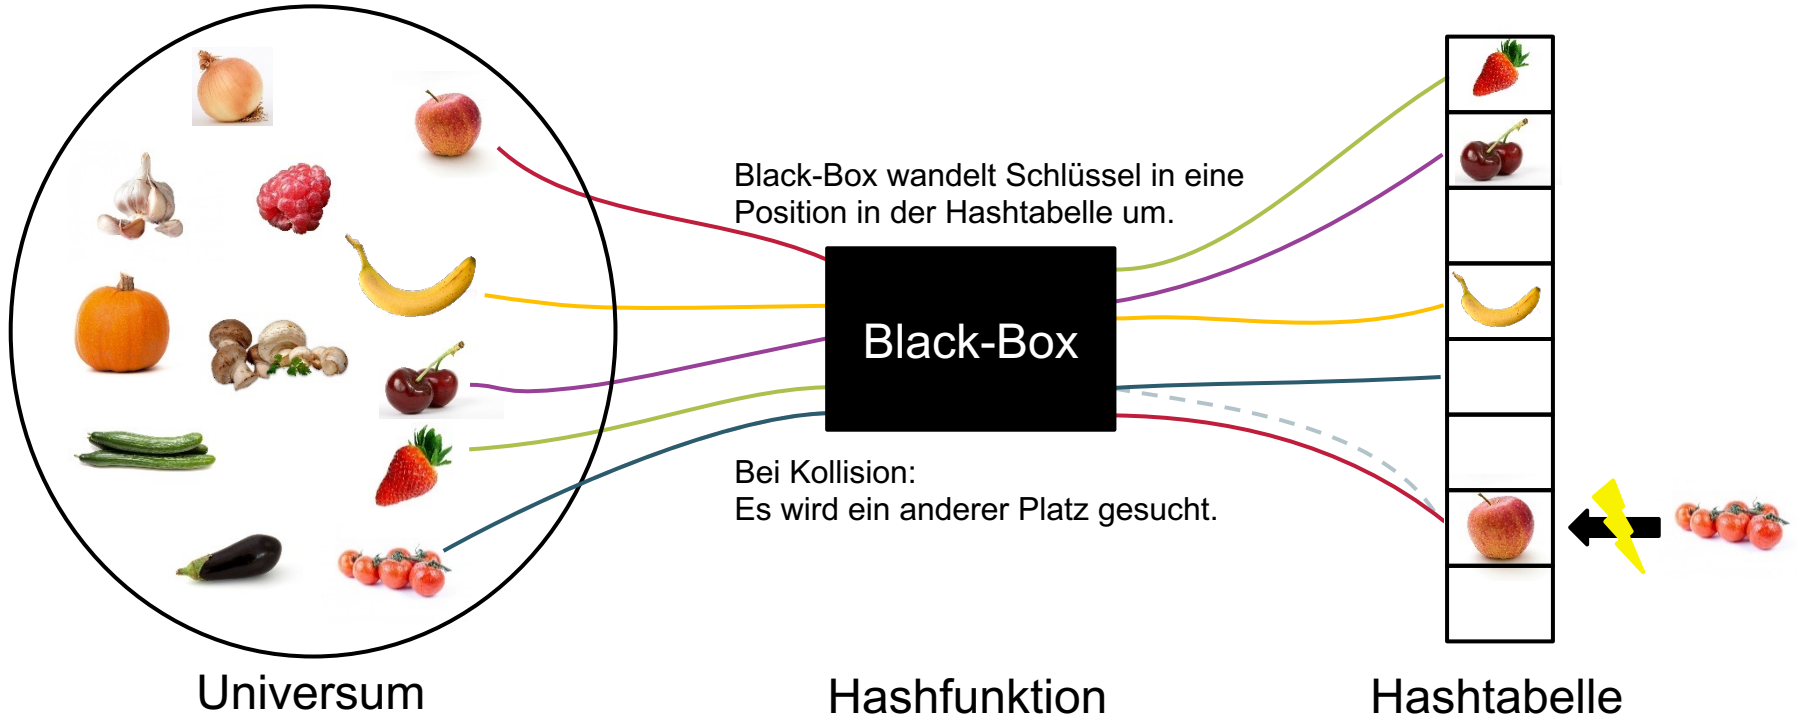 Black-Box wandelt Schlüssel in eine
Position in der Hashtabelle um.
Black-Box
Bei Kollision:
Es wird ein anderer Platz gesucht.
Universum
Hashfunktion
Hashtabelle